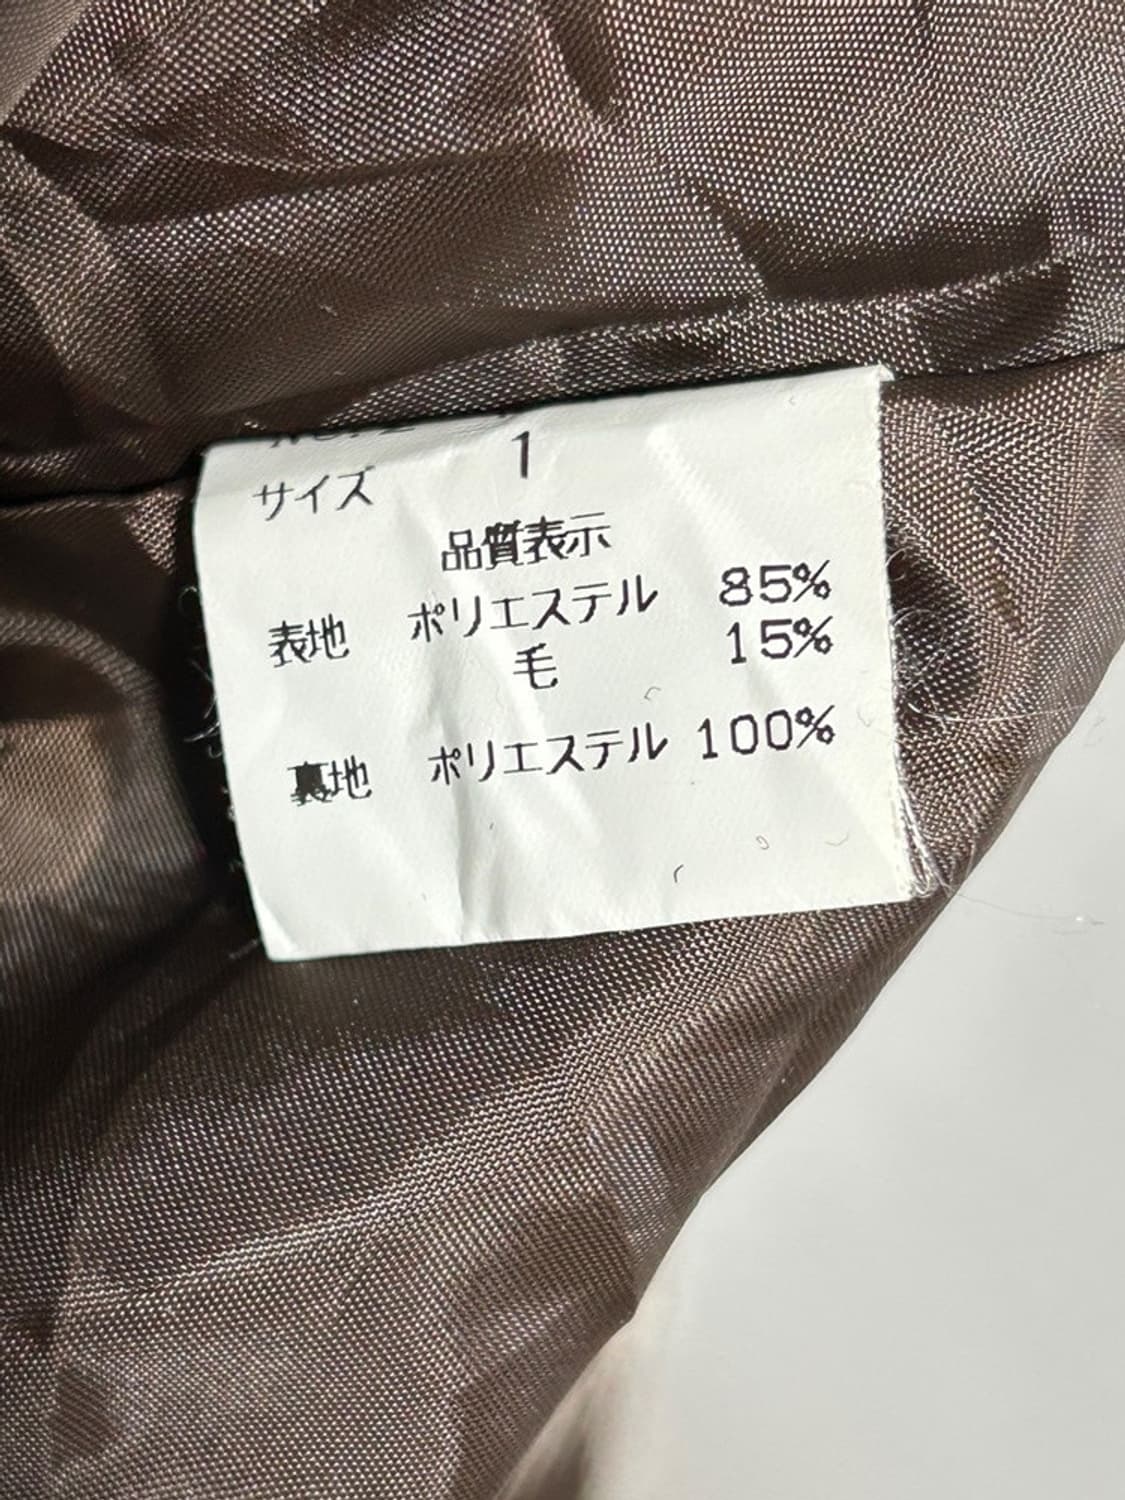 サイズ 1
品質表示
表地 ポリエステル 85%
毛 15%
裏地 ポリエステル 100%